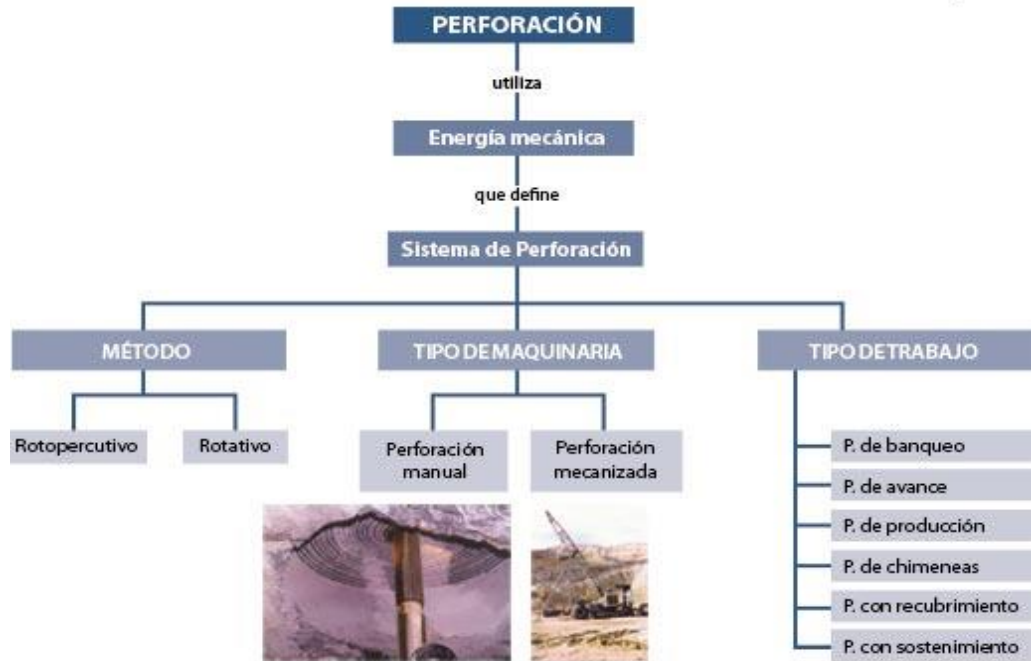 PERFORACIÓN
utiliza
Energía mecánica
que define
Sistema de Perforación
MÉTODO
Rotopercutivo
Rotativo
TIPO DE MAQUINARIA
Perforación
manual
Perforación
mecanizada
TIPO DE TRABAJO
P. de banqueo
P. de avance
P. de producción
P. de chimeneas
P. con recubrimiento
P. con sostenimiento